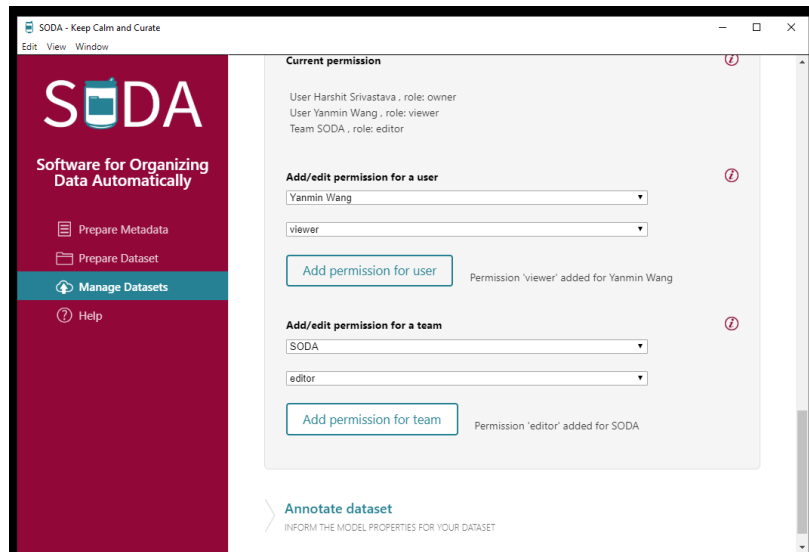 SODA - Keep Calm and Curate
Edit View Window
SODA
Software for Organizing
Data Automatically
Prepare Metadata
Prepare Dataset
Manage Datasets
Help
Current permission
User Harshit Srivastava , role: owner
User Yanmin Wang , role: viewer
Team SODA , role: editor
Add/edit permission for a user
Yanmin Wang
viewer
Add permission for user
Permission 'viewer' added for Yanmin Wang
Add/edit permission for a team
SODA
editor
Add permission for team
Permission 'editor' added for SODA
Annotate dataset
INFORM THE MODEL PROPERTIES FOR YOUR DATASET